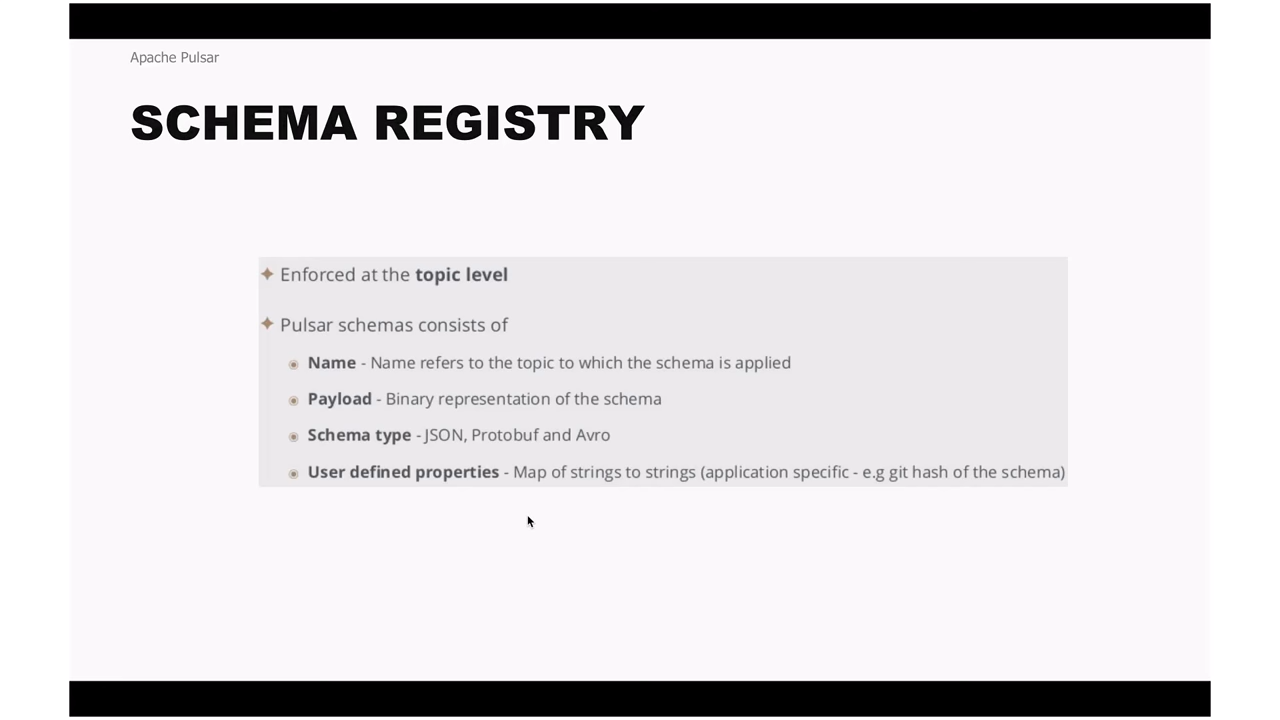 Apache Pulsar
SCHEMA REGISTRY
Enforced at the topic level
Pulsar schemas consists of
Name - Name refers to the topic to which the schema is applied
Payload - Binary representation of the schema
Schema type - JSON, Protobuf and Avro
User defined properties - Map of strings to strings (application specific - e.g git hash of the schema)